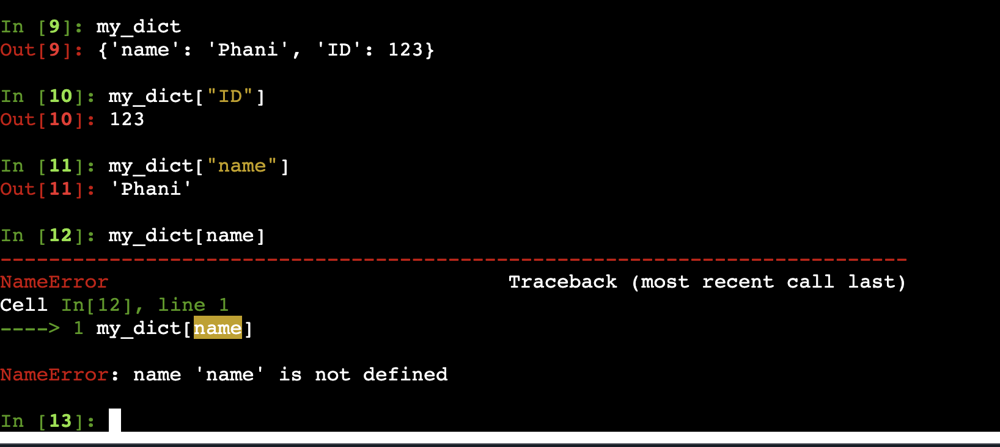 In [9]: my_dict
Out[9]: {'name': 'Phani', 'ID': 123}
In [10]: my_dict["ID"]
Out[10]: 123
In [11]: my_dict["name"]
Out[11]: 'Phani'
In [12]: my_dict[name]
---------------------------------------------------------------------------
NameError                                 Traceback (most recent call last)
Cell In[12], line 1
----> 1 my_dict[name]
NameError: name 'name' is not defined
In [13]: